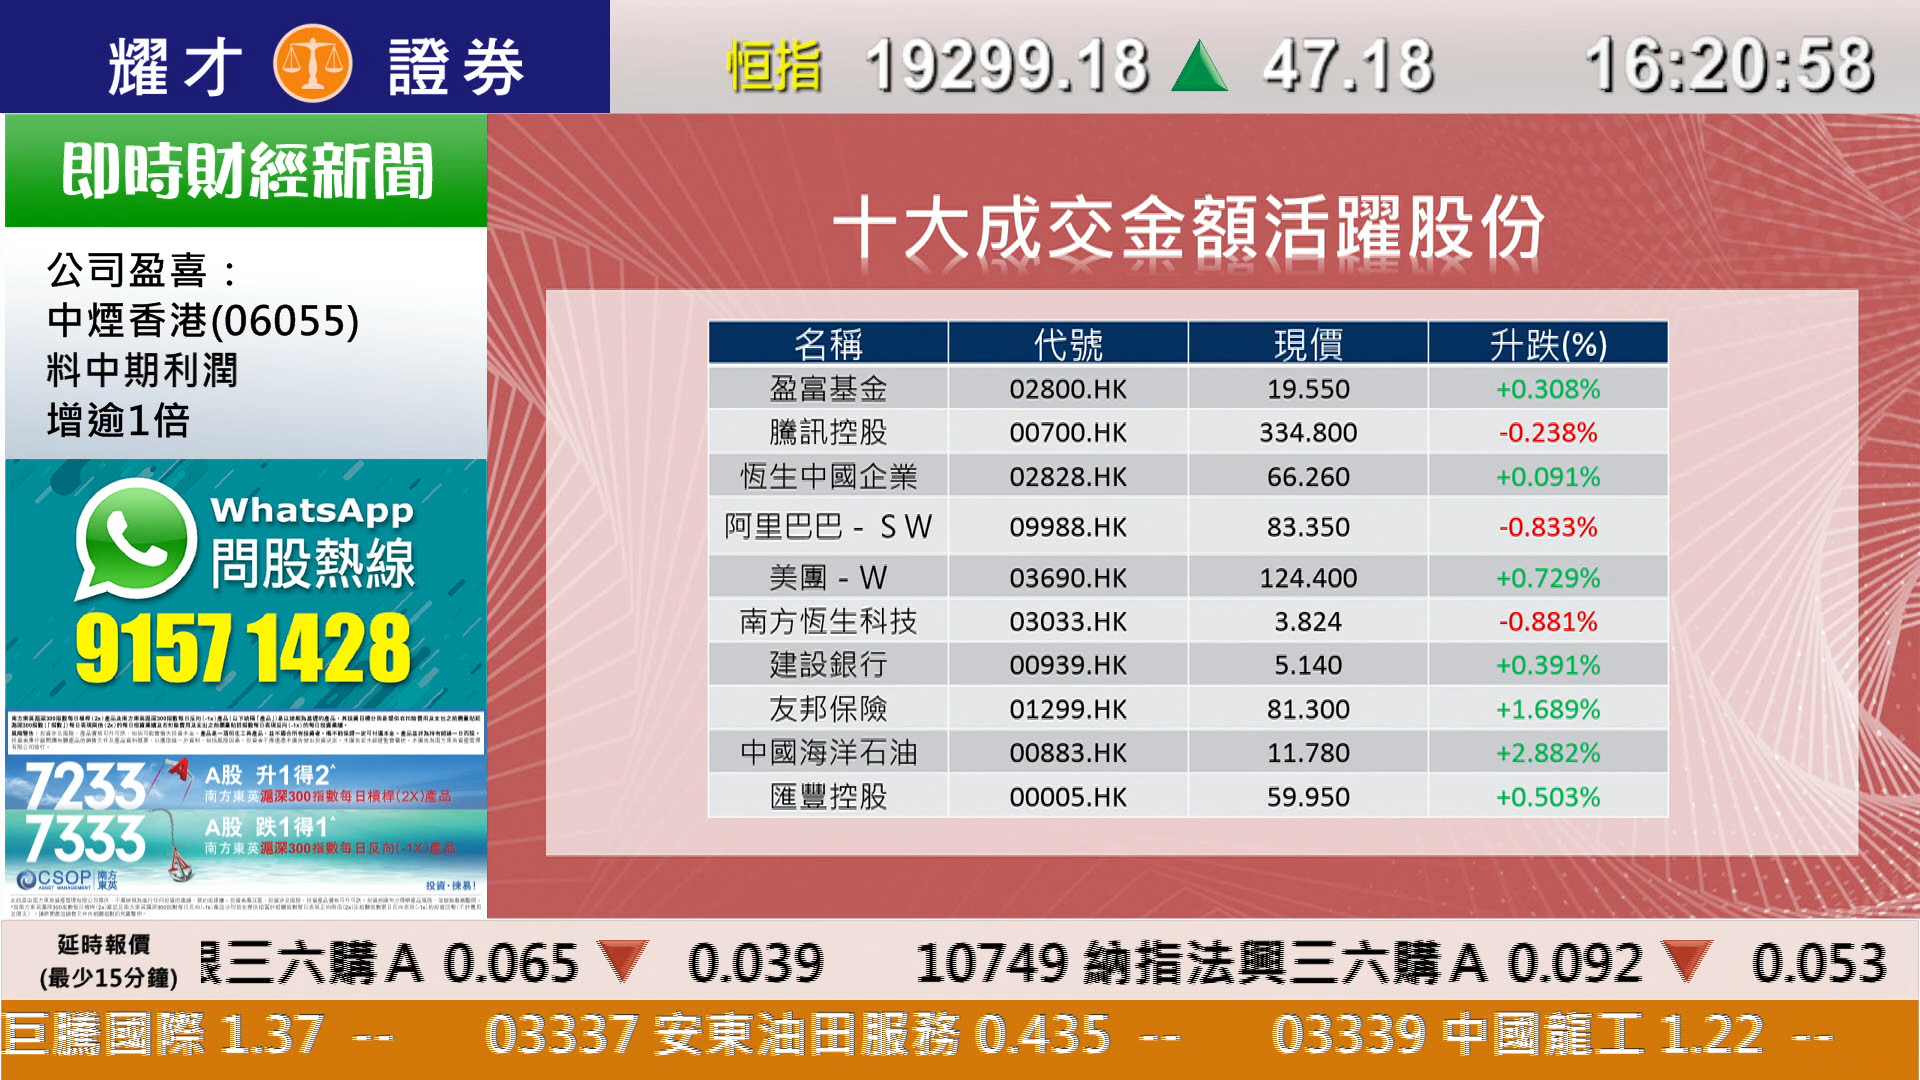 耀才證券
恒指 19299.18 ▲ 47.18 16:20:58
即時財經新聞
公司盈喜：
中煙香港(06055)
料中期利潤
增逾1倍
WhatsApp
問股熱線
9157 1428
7233
A股 升1得2^
南方東英滬深300指數每日槓桿(2X)產品
7333
A股 跌1得1^
南方東英滬深300指數每日反向(-1X)產品
CSOP 南方東英
ASSET MANAGEMENT
投資·揀易!
十大成交金額活躍股份
名稱 代號 現價 升跌(%)
盈富基金 02800.HK 19.550 +0.308%
騰訊控股 00700.HK 334.800 -0.238%
恆生中國企業 02828.HK 66.260 +0.091%
阿里巴巴－ＳＷ 09988.HK 83.350 -0.833%
美團－Ｗ 03690.HK 124.400 +0.729%
南方恆生科技 03033.HK 3.824 -0.881%
建設銀行 00939.HK 5.140 +0.391%
友邦保險 01299.HK 81.300 +1.689%
中國海洋石油 00883.HK 11.780 +2.882%
匯豐控股 00005.HK 59.950 +0.503%
延時報價
(最少15分鐘)
三六購A 0.065 ▼ 0.039 10749 納指法興三六購A 0.092 ▼ 0.053
巨騰國際 1.37 -- 03337 安東油田服務 0.435 -- 03339 中國龍工 1.22 --